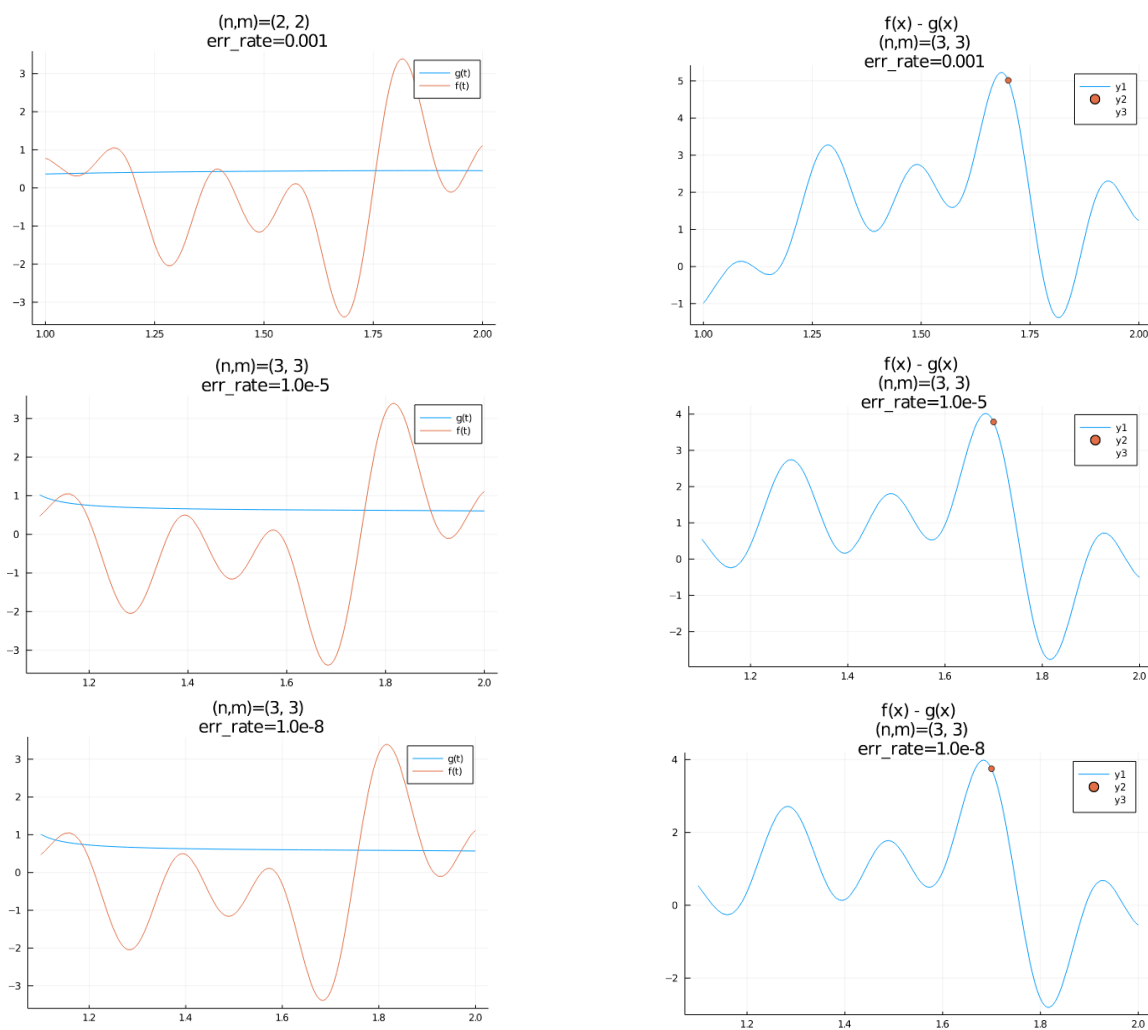 (n,m)=(2, 2)
err_rate=0.001
g(t)
f(t)
3
2
1
0
−1
−2
−3
1.00
1.25
1.50
1.75
2.00
f(x) - g(x)
(n,m)=(3, 3)
err_rate=0.001
y1
y2
y3
5
4
3
2
1
0
−1
1.00
1.25
1.50
1.75
2.00
(n,m)=(3, 3)
err_rate=1.0e-5
g(t)
f(t)
3
2
1
0
−1
−2
−3
1.2
1.4
1.6
1.8
2.0
f(x) - g(x)
(n,m)=(3, 3)
err_rate=1.0e-5
y1
y2
y3
4
3
2
1
0
−1
−2
1.2
1.4
1.6
1.8
2.0
(n,m)=(3, 3)
err_rate=1.0e-8
g(t)
f(t)
3
2
1
0
−1
−2
−3
1.2
1.4
1.6
1.8
2.0
f(x) - g(x)
(n,m)=(3, 3)
err_rate=1.0e-8
y1
y2
y3
4
2
0
−2
1.2
1.4
1.6
1.8
2.0